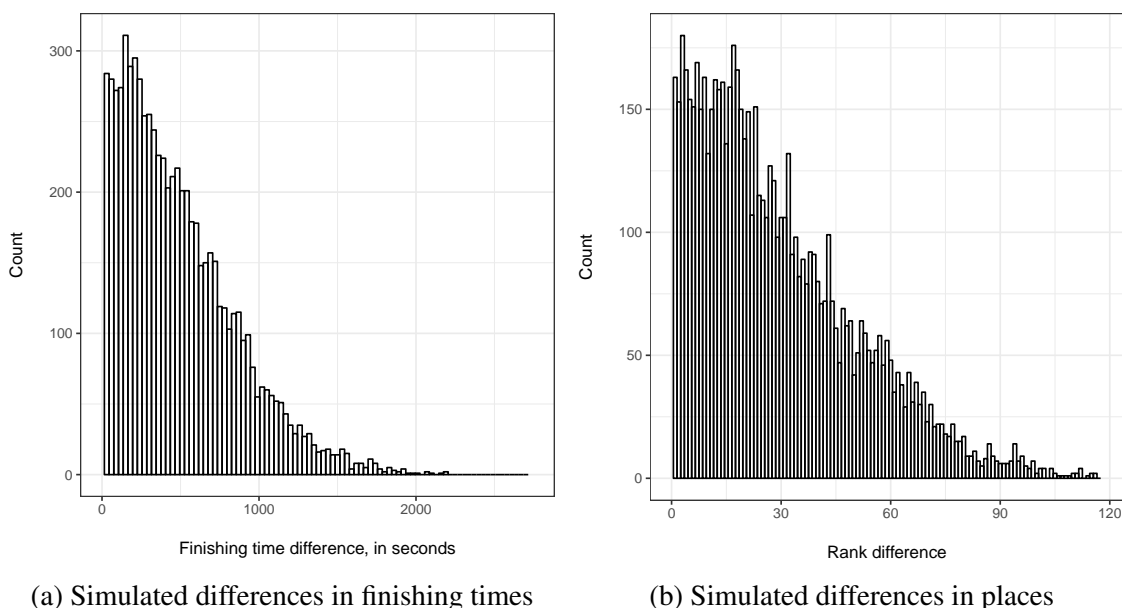 0
100
200
300
0
1000
2000
Finishing time difference, in seconds
Count
(a) Simulated differences in finishing times
0
50
100
150
0
30
60
90
120
Rank difference
Count
(b) Simulated differences in places